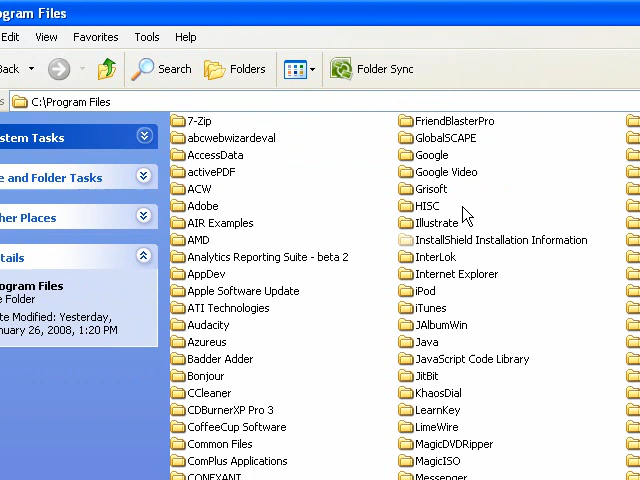 ogram Files
Edit View Favorites Tools Help
Back Search Folders Folder Sync
s C:\Program Files
stem Tasks
e and Folder Tasks
her Places
tails
ogram Files
e Folder
te Modified: Yesterday,
nuary 26, 2008, 1:20 PM
7-Zip
abcwebwizardeval
AccessData
activePDF
ACW
Adobe
AIR Examples
AMD
Analytics Reporting Suite - beta 2
AppDev
Apple Software Update
ATI Technologies
Audacity
Azureus
Badder Adder
Bonjour
CCleaner
CDBurnerXP Pro 3
CoffeeCup Software
Common Files
ComPlus Applications
CONEXANT
FriendBlasterPro
GlobalSCAPE
Google
Google Video
Grisoft
HISC
Illustrate
InstallShield Installation Information
InterLok
Internet Explorer
iPod
iTunes
JAlbumWin
Java
JavaScript Code Library
JitBit
KhaosDial
LearnKey
LimeWire
MagicDVDRipper
MagicISO
Messenger